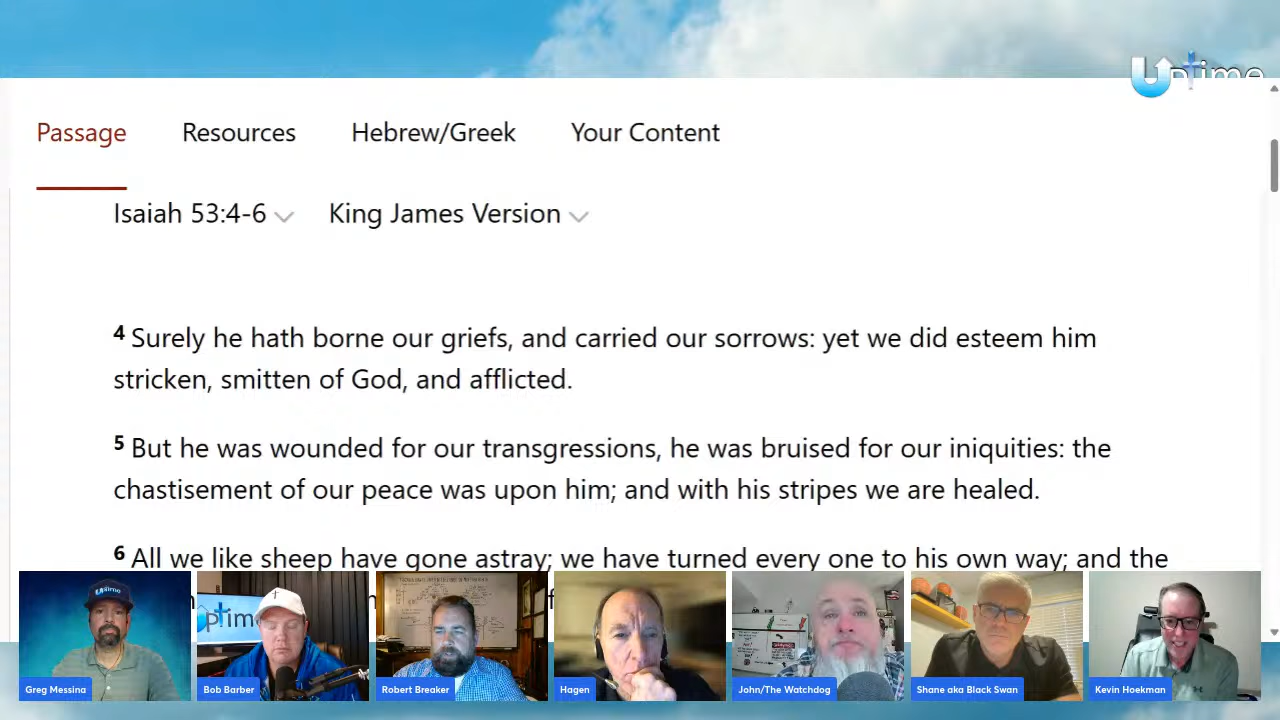 Uptime
Passage Resources Hebrew/Greek Your Content
Isaiah 53:4-6 King James Version
4 Surely he hath borne our griefs, and carried our sorrows: yet we did esteem him
stricken, smitten of God, and afflicted.
5 But he was wounded for our transgressions, he was bruised for our iniquities: the
chastisement of our peace was upon him; and with his stripes we are healed.
6 All we like sheep have gone astray; we have turned every one to his own way; and the
Greg Messina
Bob Barber
Robert Breaker
Hagen
John/The Watchdog
Shane aka Black Swan
Kevin Hoekman